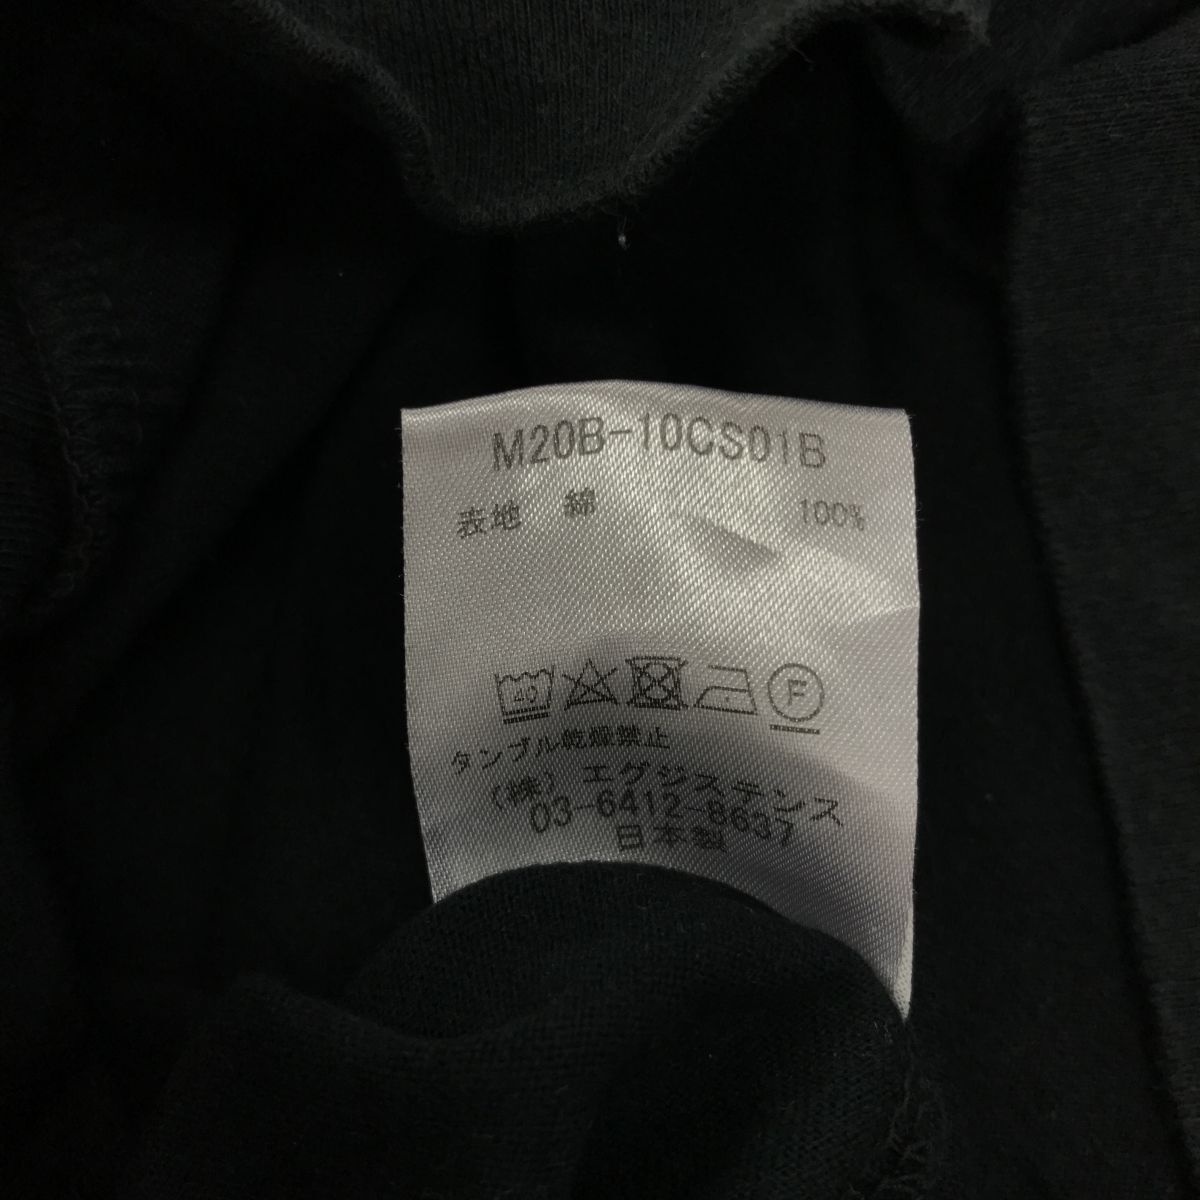 M20B-10CS01B
表地 綿 100%
40 F
タンブル乾燥禁止
(株) エグジステンス
03-6412-8637
日本製